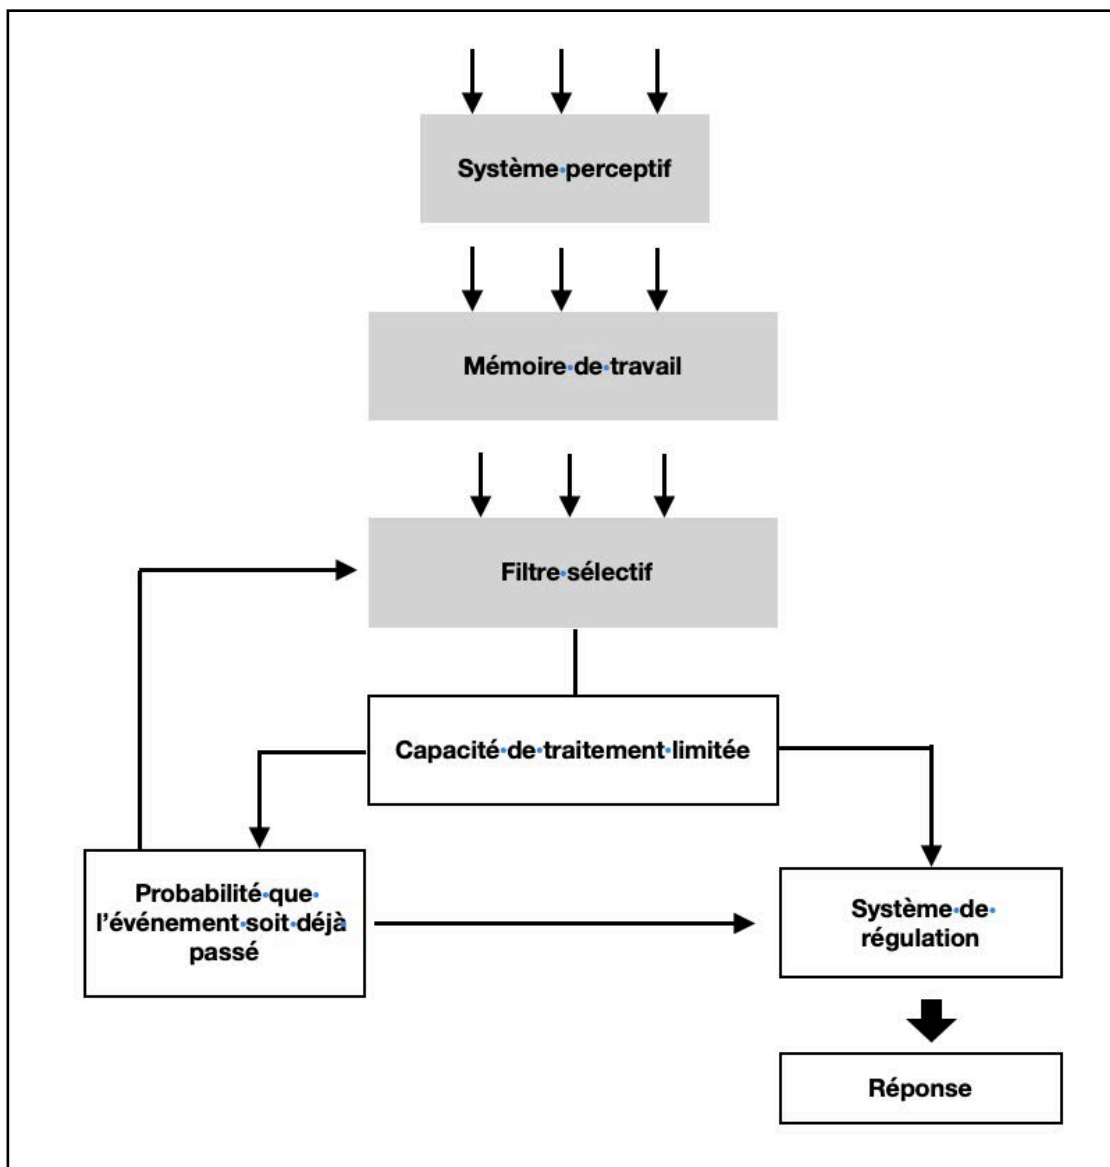 Système·perceptif
Mémoire·de·travail
Filtre·sélectif
Capacité·de·traitement·limitée
Probabilité·que·
l’événement·soit·déjà·
passé
Système·de·
régulation
Réponse